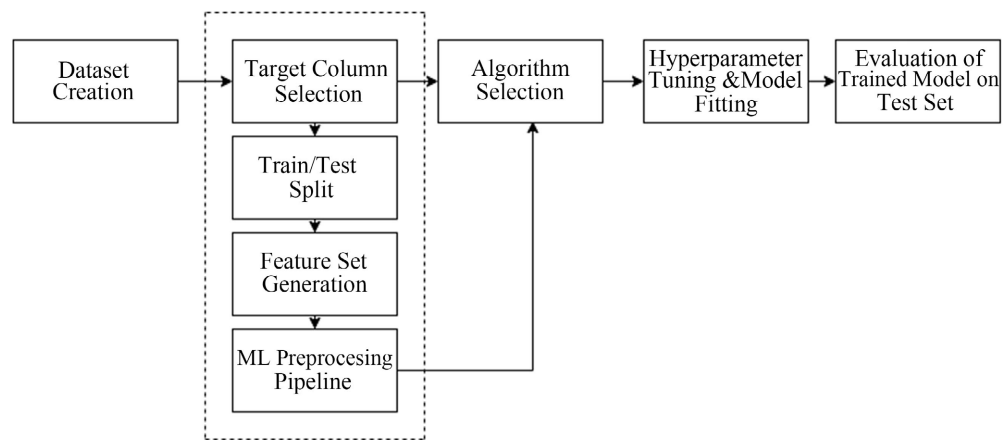 Dataset
Creation
Target Column
Selection
Algorithm
Selection
Hyperparameter
Tuning &Model
Fitting
Evaluation of
Trained Model on
Test Set
Train/Test
Split
Feature Set
Generation
ML Preprocesing
Pipeline